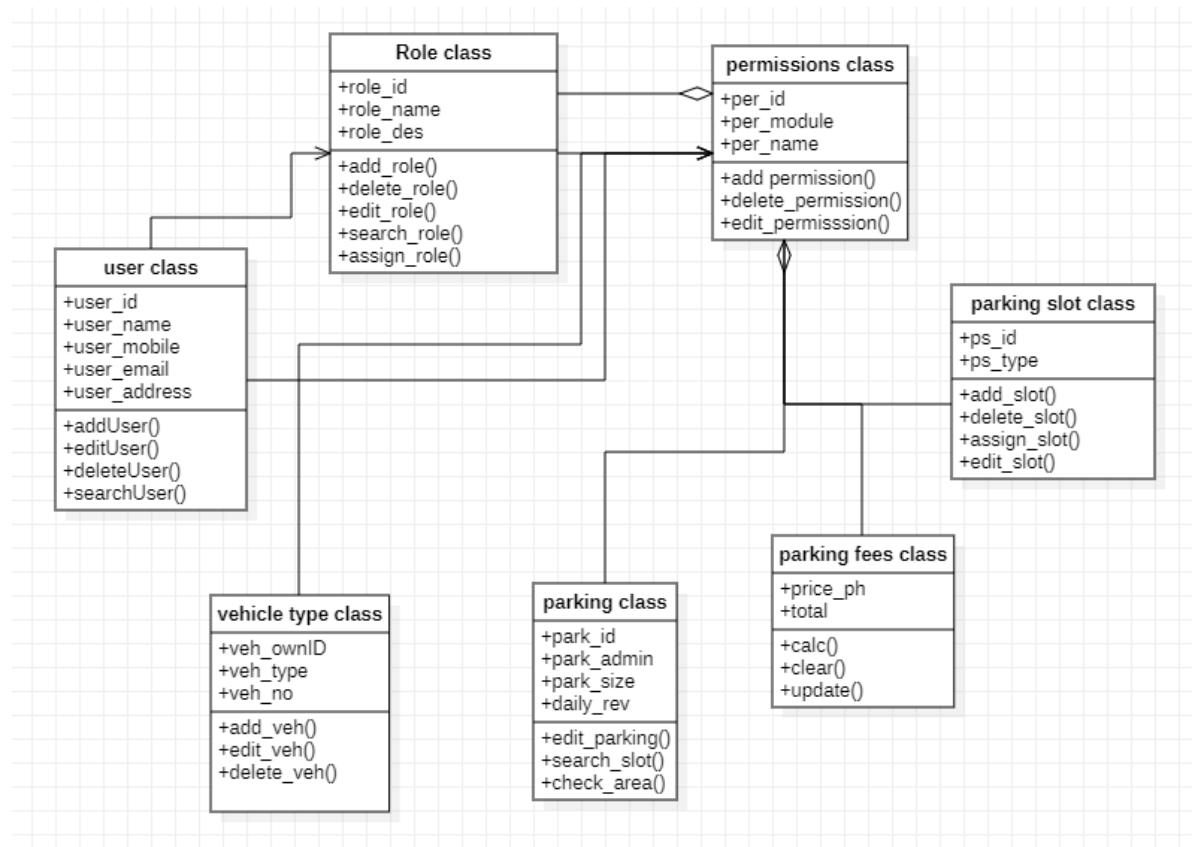 Role class
+role_id
+role_name
+role_des
+add_role()
+delete_role()
+edit_role()
+search_role()
+assign_role()
permissions class
+per_id
+per_module
+per_name
+add permission()
+delete_permission()
+edit_permisssion()
user class
+user_id
+user_name
+user_mobile
+user_email
+user_address
+addUser()
+editUser()
+deleteUser()
+searchUser()
parking slot class
+ps_id
+ps_type
+add_slot()
+delete_slot()
+assign_slot()
+edit_slot()
vehicle type class
+veh_ownID
+veh_type
+veh_no
+add_veh()
+edit_veh()
+delete_veh()
parking class
+park_id
+park_admin
+park_size
+daily_rev
+edit_parking()
+search_slot()
+check_area()
parking fees class
+price_ph
+total
+calc()
+clear()
+update()